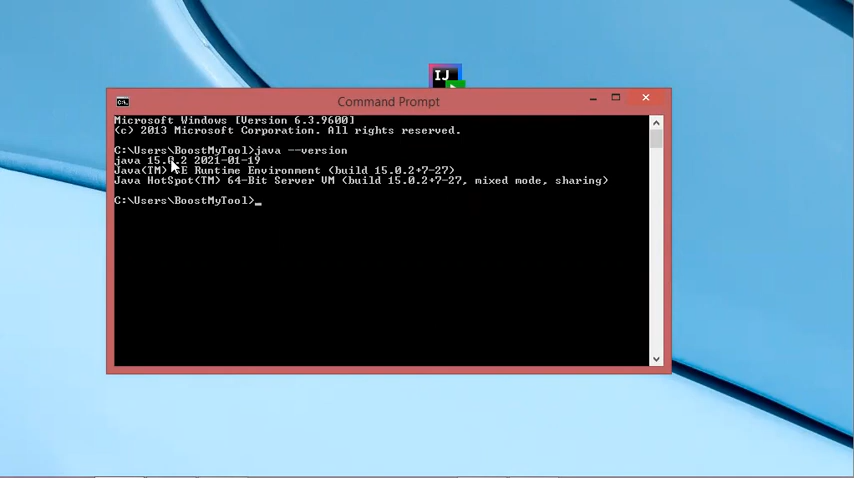 IJ
Command Prompt
Microsoft Windows [Version 6.3.9600]
(c) 2013 Microsoft Corporation. All rights reserved.
C:\Users\BoostMyTool>java --version
java 15.0.2 2021-01-19
Java(TM) SE Runtime Environment (build 15.0.2+7-27)
Java HotSpot(TM) 64-Bit Server VM (build 15.0.2+7-27, mixed mode, sharing)
C:\Users\BoostMyTool>_